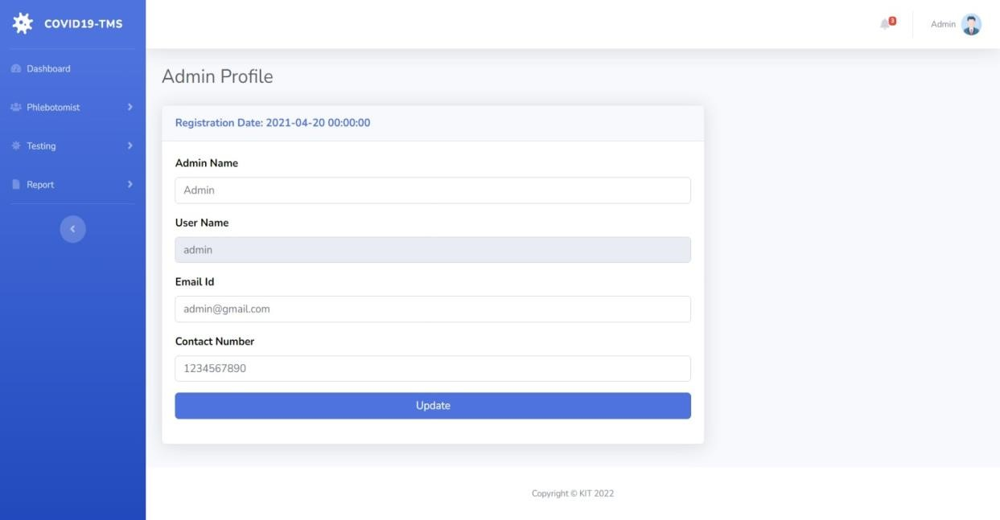 COVID19-TMS
3
Admin
Dashboard
Phlebotomist
Testing
Report
Admin Profile
Registration Date: 2021-04-20 00:00:00
Admin Name
Admin
User Name
admin
Email Id
admin@gmail.com
Contact Number
1234567890
Update
Copyright © KIT 2022